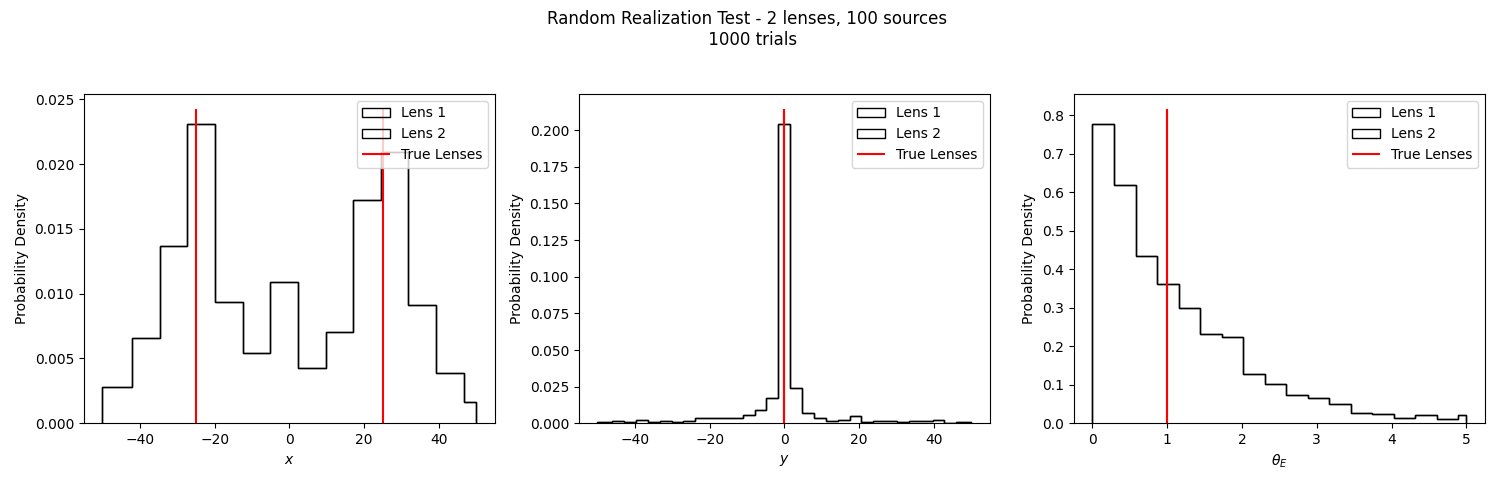 Random Realization Test - 2 lenses, 100 sources
1000 trials
Lens 1
Lens 2
True Lenses
0.025
0.020
0.015
0.010
0.005
0.000
Probability Density
−40
−20
0
20
40
x
Lens 1
Lens 2
True Lenses
0.200
0.175
0.150
0.125
0.100
0.075
0.050
0.025
0.000
Probability Density
−40
−20
0
20
40
y
Lens 1
Lens 2
True Lenses
0.8
0.7
0.6
0.5
0.4
0.3
0.2
0.1
0.0
Probability Density
0
1
2
3
4
5
θ_E